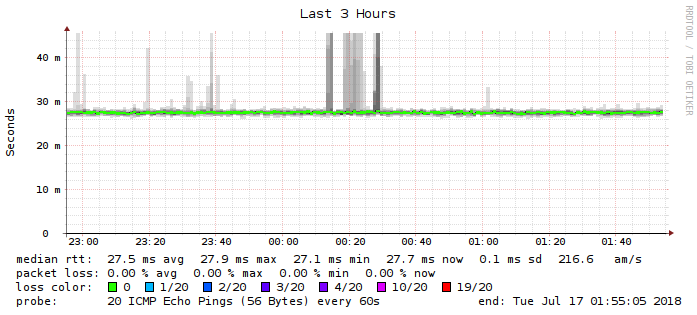 Last 3 Hours
RRDTOOL / TOBI OETIKER
Seconds
40 m
30 m
20 m
10 m
0
23:00 23:20 23:40 00:00 00:20 00:40 01:00 01:20 01:40
median rtt: 27.5 ms avg 27.9 ms max 27.1 ms min 27.7 ms now 0.1 ms sd 216.6 am/s
packet loss: 0.00 % avg 0.00 % max 0.00 % min 0.00 % now
loss color: 0 1/20 2/20 3/20 4/20 10/20 19/20
probe: 20 ICMP Echo Pings (56 Bytes) every 60s end: Tue Jul 17 01:55:05 2018